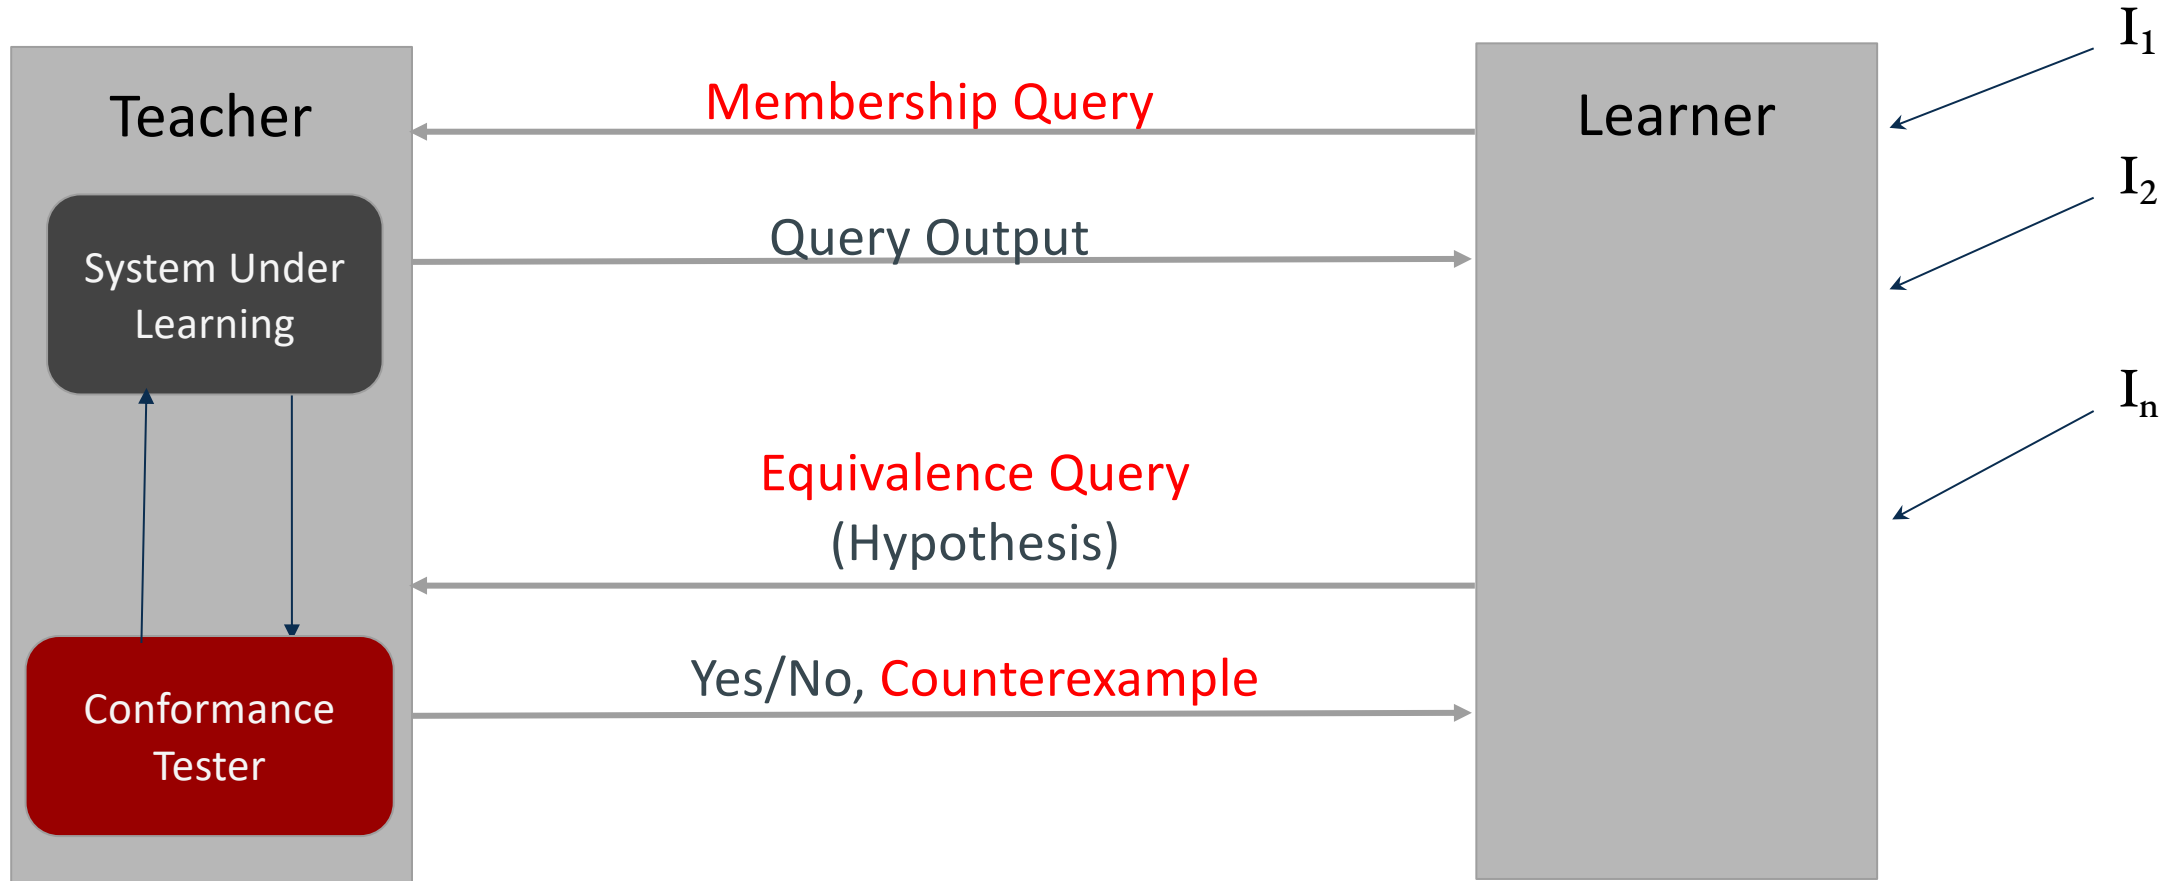 Teacher
System Under
Learning
Conformance
Tester
Membership Query
Query Output
Equivalence Query
(Hypothesis)
Yes/No, Counterexample
Learner
I₁
I₂
Iₙ